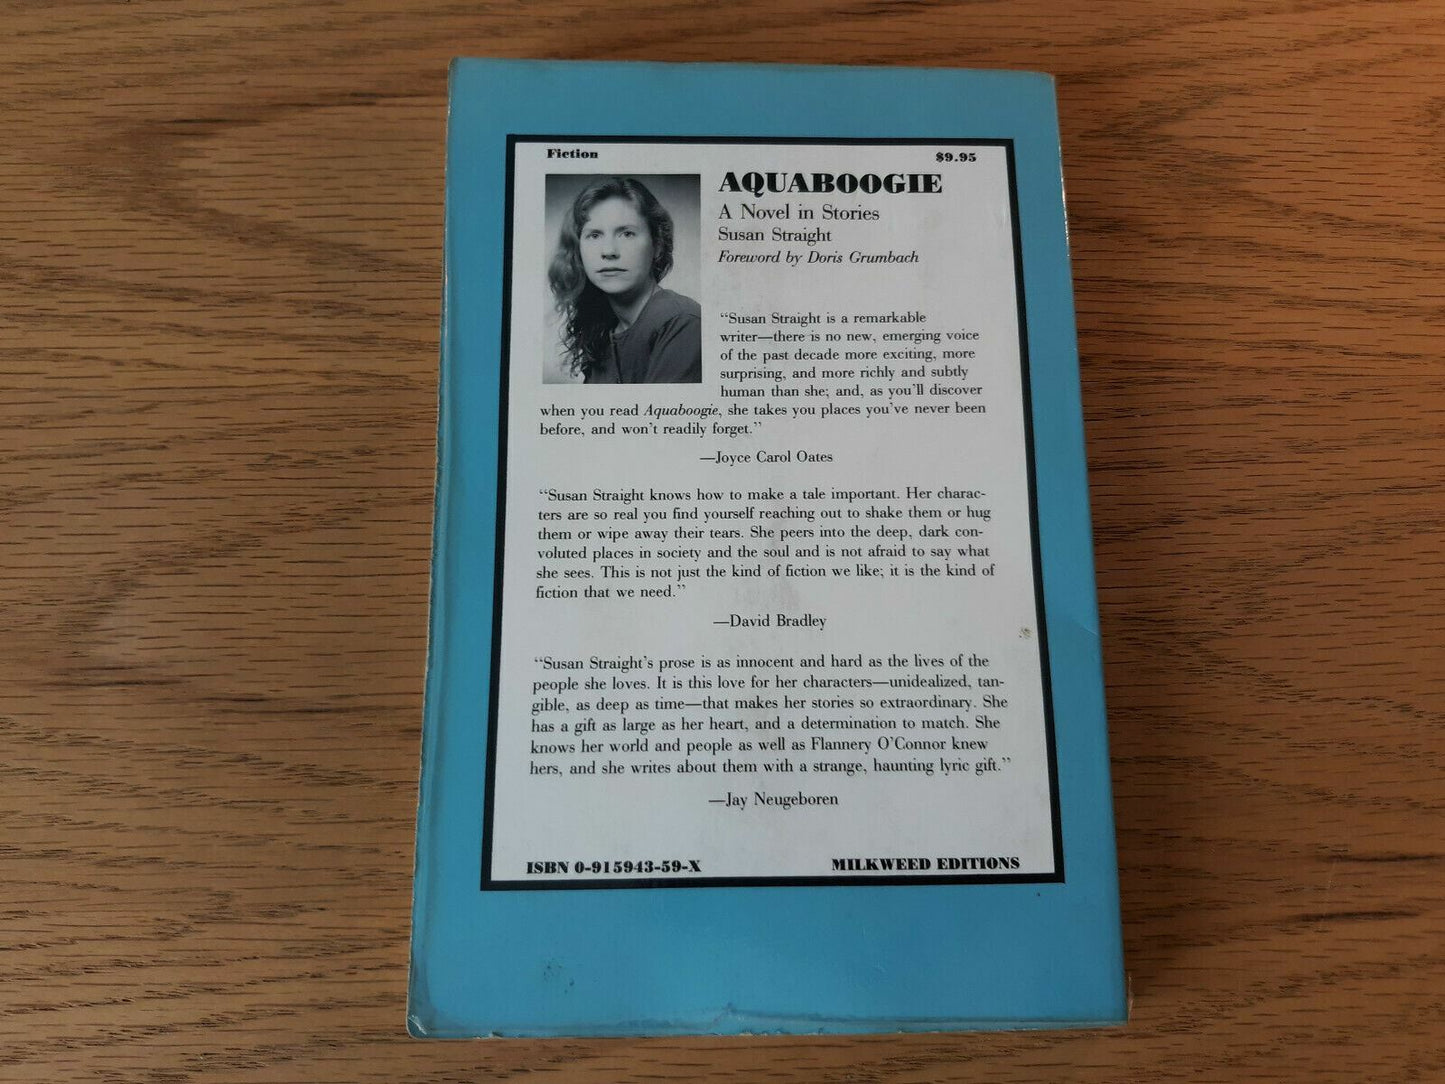 Fiction
$9.95
AQUABOOGIE
A Novel in Stories
Susan Straight
Foreword by Doris Grumbach
“Susan Straight is a remarkable
writer—there is no new, emerging voice
of the past decade more exciting, more
surprising, and more richly and subtly
human than she; and, as you’ll discover
when you read Aquaboogie, she takes you places you’ve never been
before, and won’t readily forget.”
—Joyce Carol Oates
“Susan Straight knows how to make a tale important. Her charac-
ters are so real you find yourself reaching out to shake them or hug
them or wipe away their tears. She peers into the deep, dark con-
voluted places in society and the soul and is not afraid to say what
she sees. This is not just the kind of fiction we like; it is the kind of
fiction that we need.”
—David Bradley
“Susan Straight’s prose is as innocent and hard as the lives of the
people she loves. It is this love for her characters—unidealized, tan-
gible, as deep as time—that makes her stories so extraordinary. She
has a gift as large as her heart, and a determination to match. She
knows her world and people as well as Flannery O’Connor knew
hers, and she writes about them with a strange, haunting lyric gift.”
—Jay Neugeboren
ISBN 0-915943-59-X
MILKWEED EDITIONS